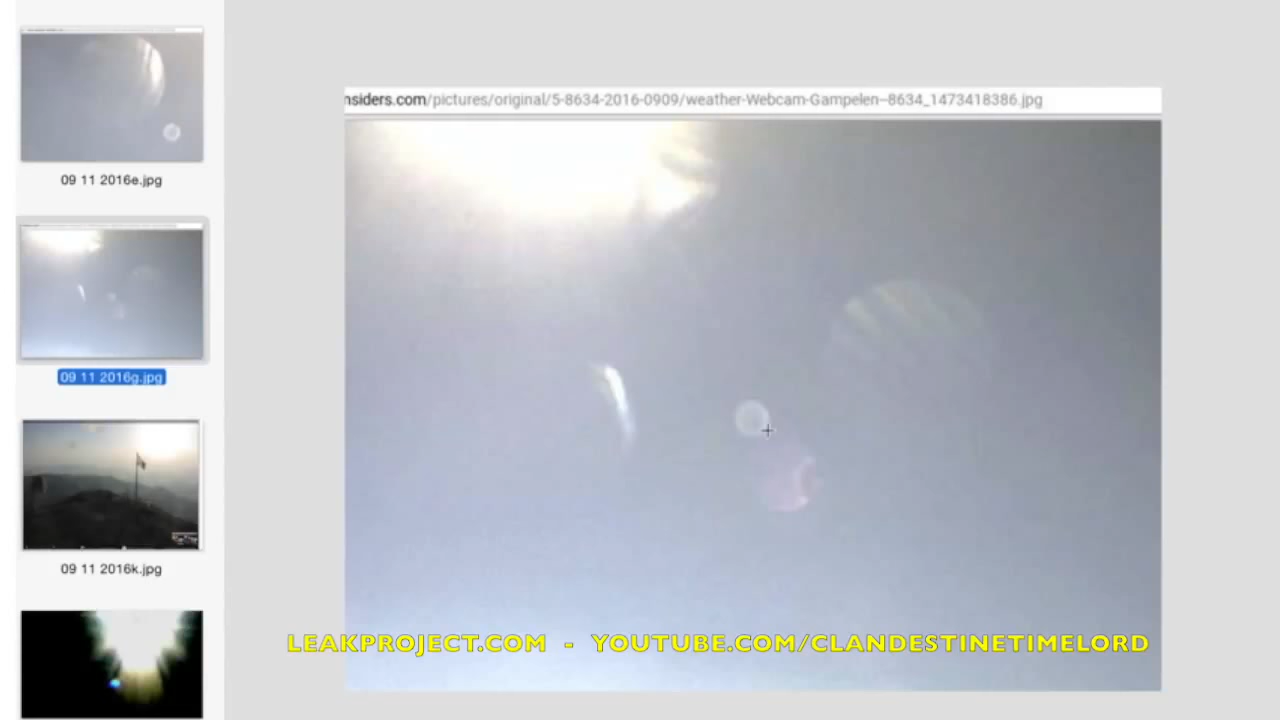 09 11 2016e.jpg
09 11 2016g.jpg
09 11 2016k.jpg
nsiders.com/pictures/original/5-8634-2016-0909/weather-Webcam-Gampelen--8634_1473418386.jpg
LEAKPROJECT.COM - YOUTUBE.COM/CLANDESTINETIMELORD